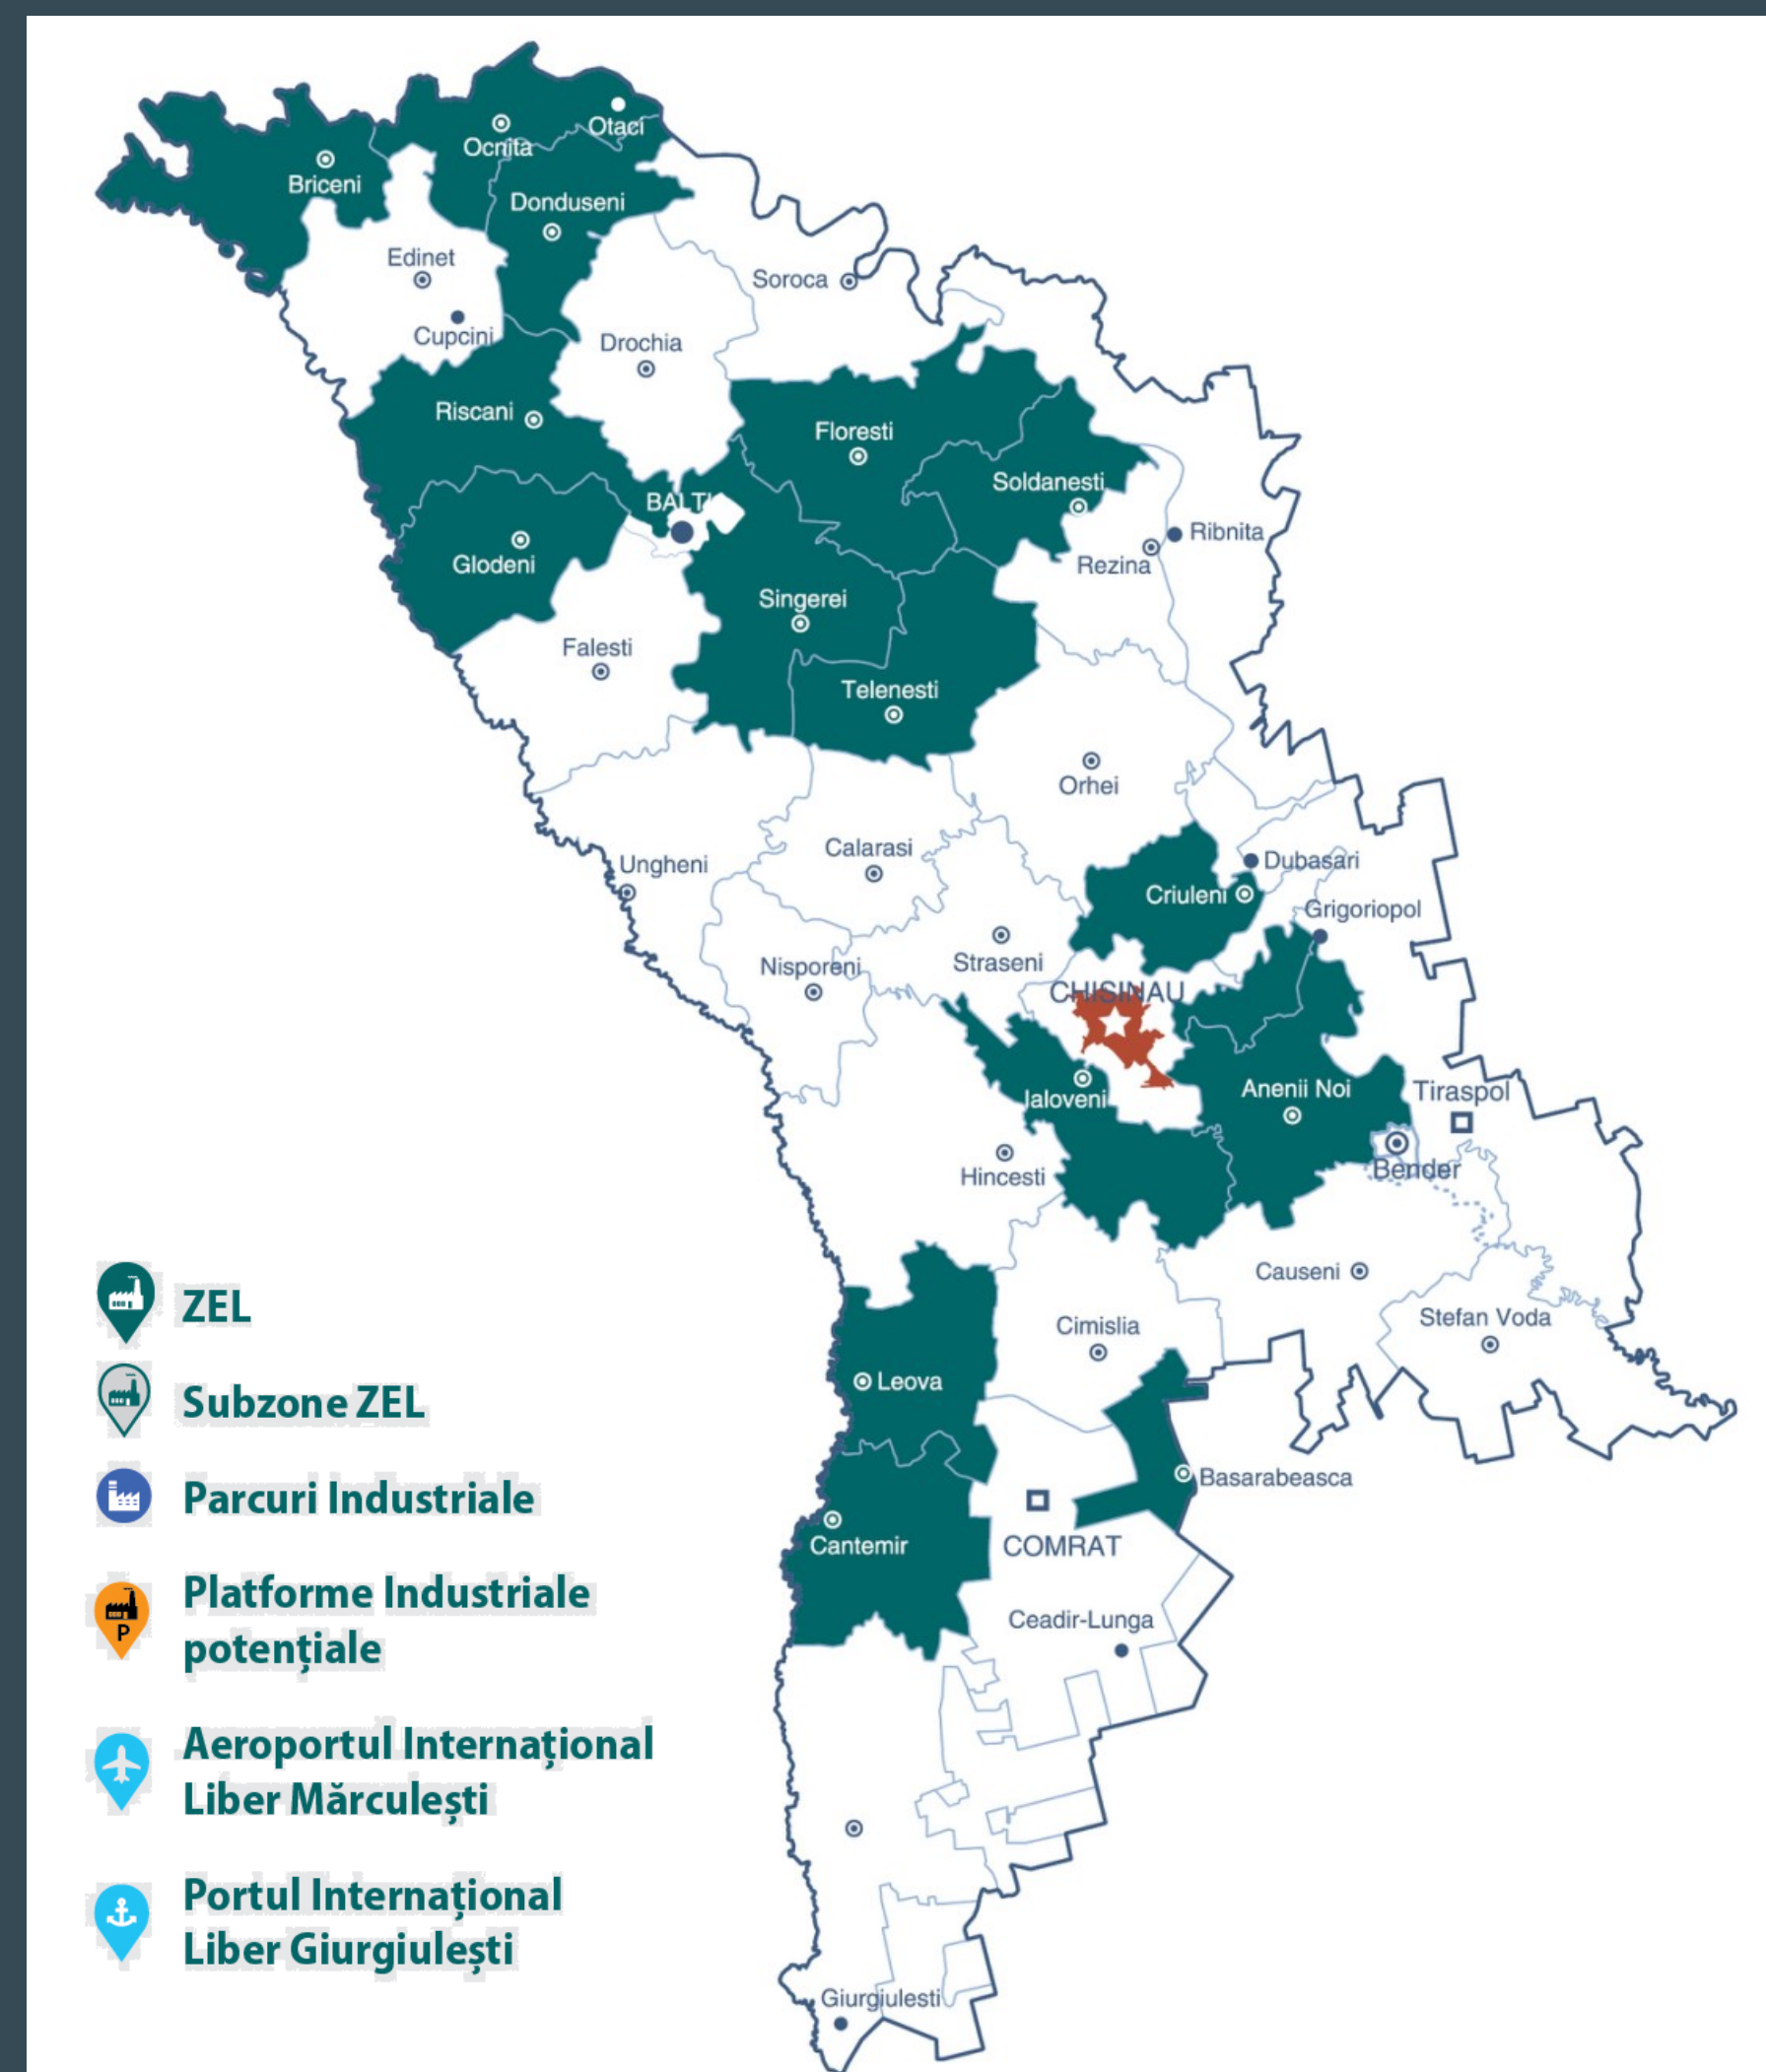 Otaci
Ocnita
Briceni
Donduseni
Edinet
Soroca
Cupcini
Drochia
Riscani
Floresti
Soldanesti
BALTI
Ribnita
Glodeni
Rezina
Singerei
Falesti
Telenesti
Orhei
Calarasi
Dubasari
Ungheni
Criuleni
Grigoriopol
Straseni
Nisporeni
CHISINAU
Anenii Noi
Tiraspol
Ialoveni
Bender
Hincesti
Causeni
ZEL
Stefan Voda
Cimislia
Leova
Subzone ZEL
Basarabeasca
Parcuri Industriale
Cantemir
COMRAT
Platforme Industriale
potențiale
P
Ceadir-Lunga
Aeroportul Internațional
Liber Mărculești
Portul Internațional
Liber Giurgiulești
Giurgiulesti